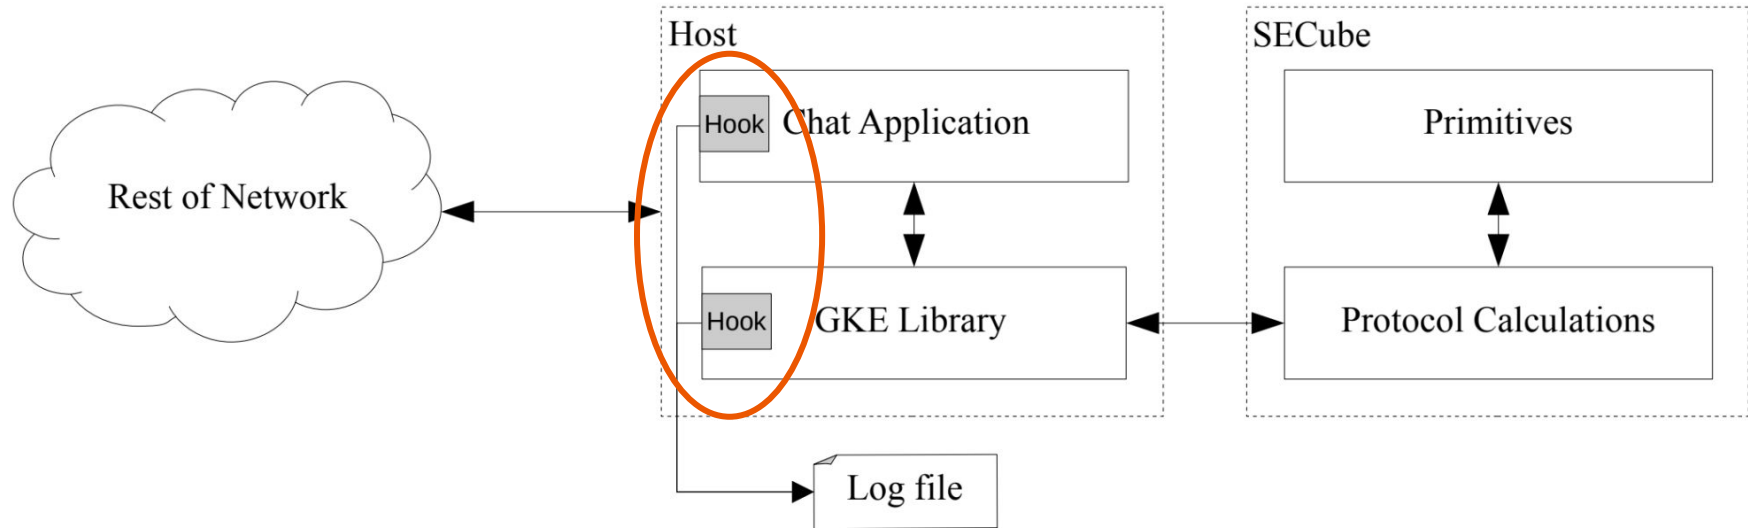 Host
SECube
Hook
Chat Application
Primitives
Rest of Network
Hook
GKE Library
Protocol Calculations
Log file